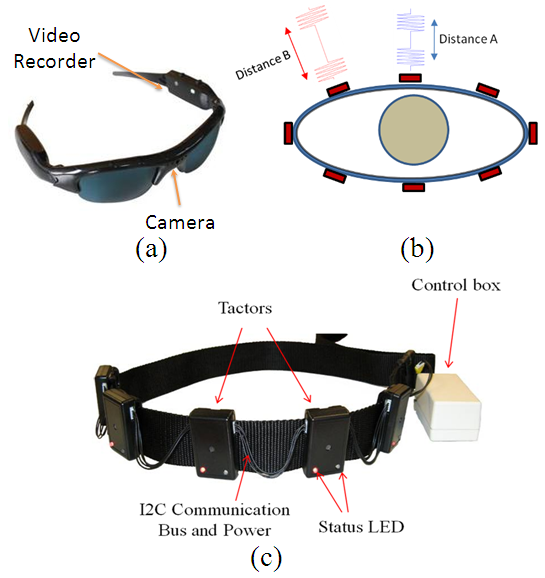 Video
Recorder
Camera
(a)
Distance B
Distance A
(b)
Control box
Tactors
I2C Communication
Bus and Power
Status LED
(c)